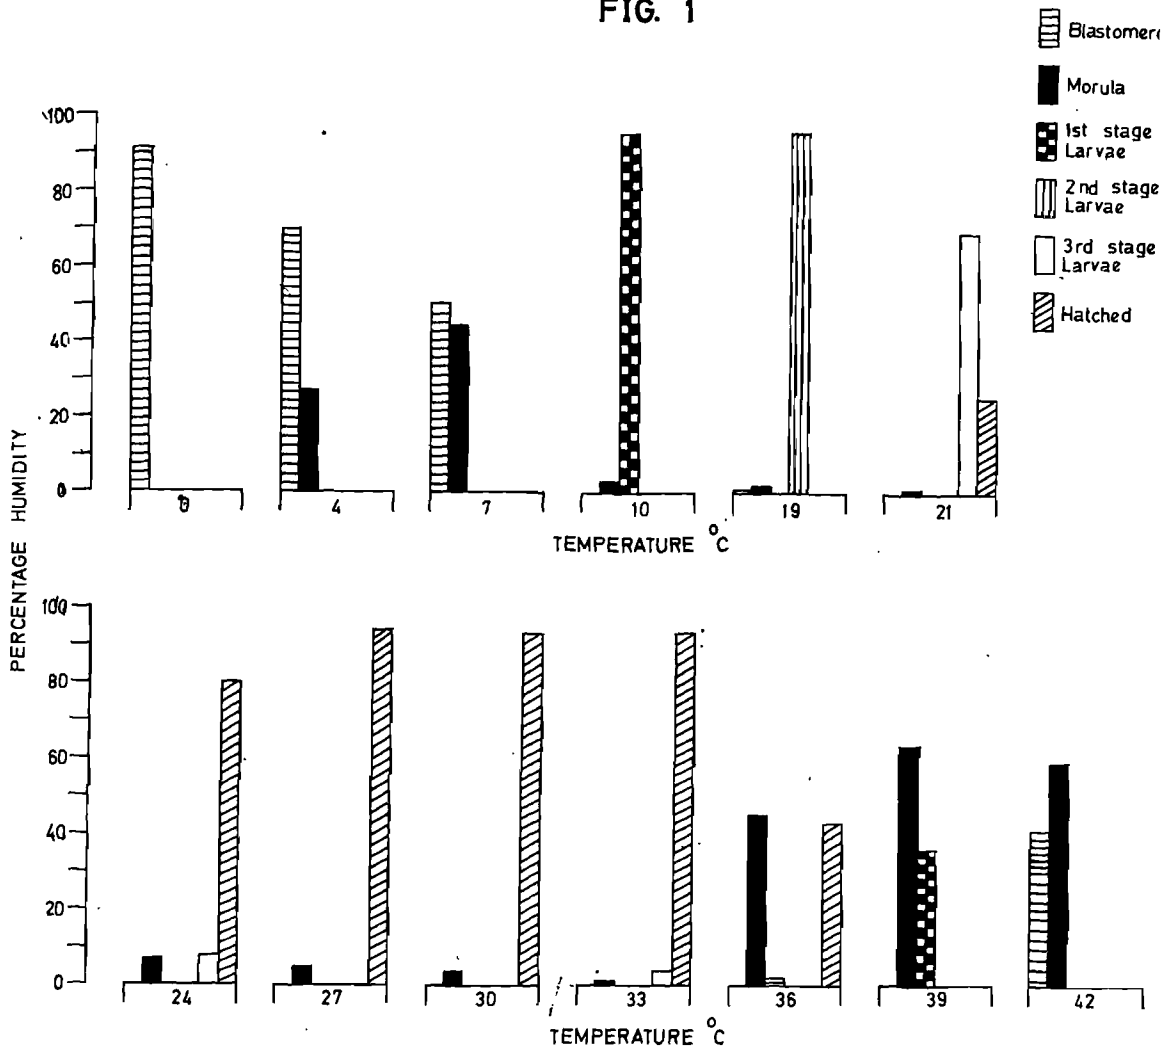 FIG. 1
Blastomere
Morula
1st stage
Larvae
2nd stage
Larvae
3rd stage
Larvae
Hatched
PERCENTAGE HUMIDITY
100
80
60
40
20
0
0 4 7 10 19 21
TEMPERATURE °C
100
80
60
40
20
0
24 27 30 33 36 39 42
TEMPERATURE °C